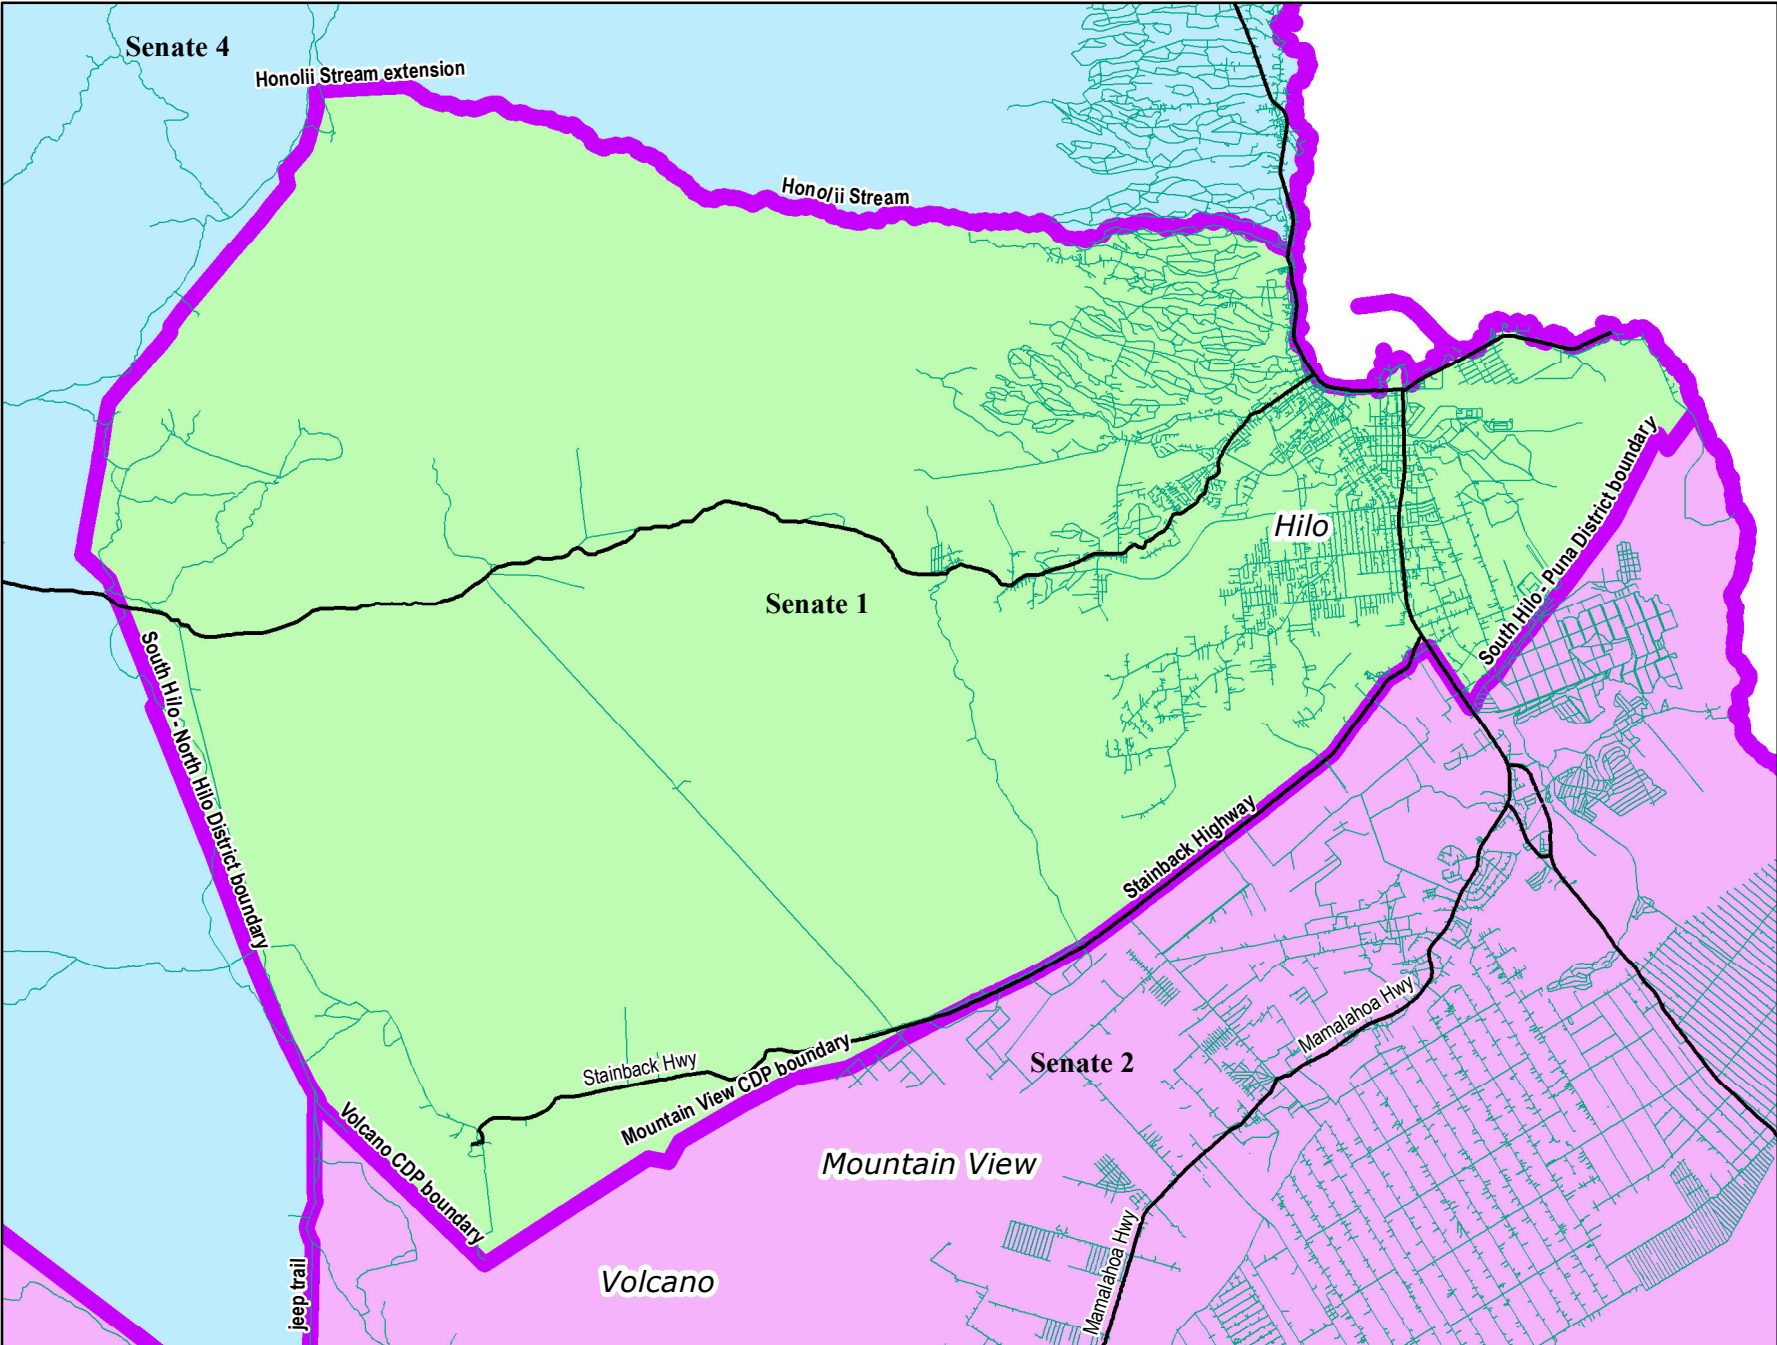 Senate 4
Honolii Stream extension
Honolii Stream
Hilo
Senate 1
South Hilo - Puna District boundary
South Hilo - North Hilo District boundary
Stainback Highway
Mamalahoa Hwy
Stainback Hwy
Mountain View CDP boundary
Senate 2
Volcano CDP boundary
Mountain View
Mamalahoa Hwy
Volcano
jeep trail